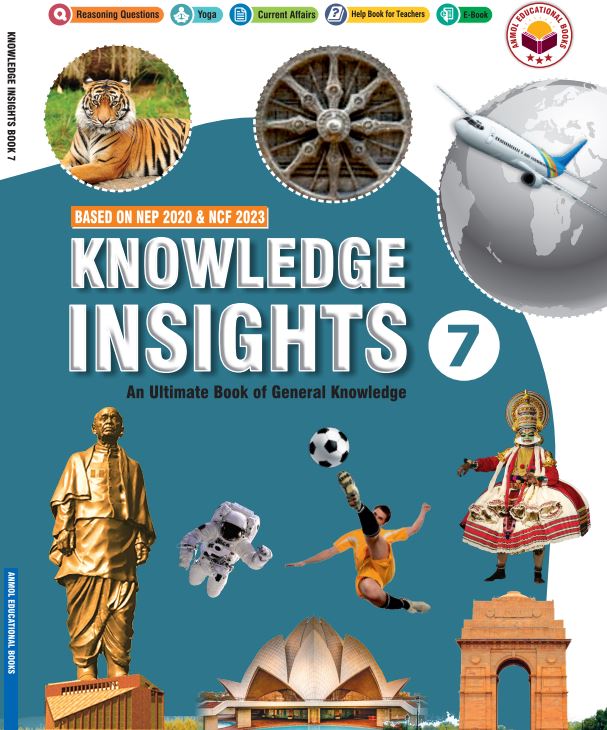 Reasoning Questions
Yoga
Current Affairs
Help Book for Teachers
E-Book
ANMOL EDUCATIONAL BOOKS
KNOWLEDGE INSIGHTS BOOK 7
BASED ON NEP 2020 & NCF 2023
KNOWLEDGE
INSIGHTS 7
An Ultimate Book of General Knowledge
ANMOL EDUCATIONAL BOOKS